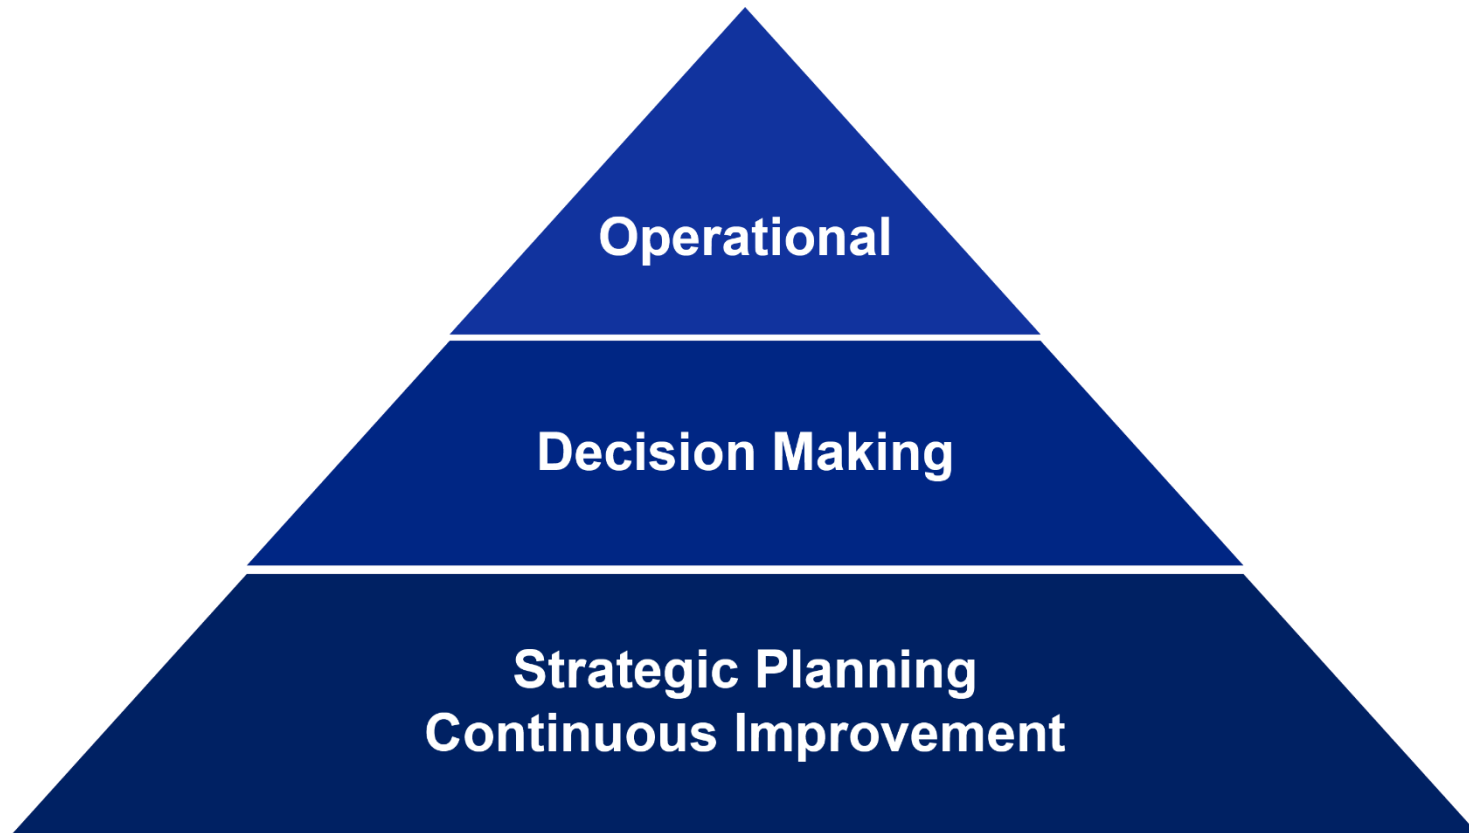 Operational
Decision Making
Strategic Planning
Continuous Improvement